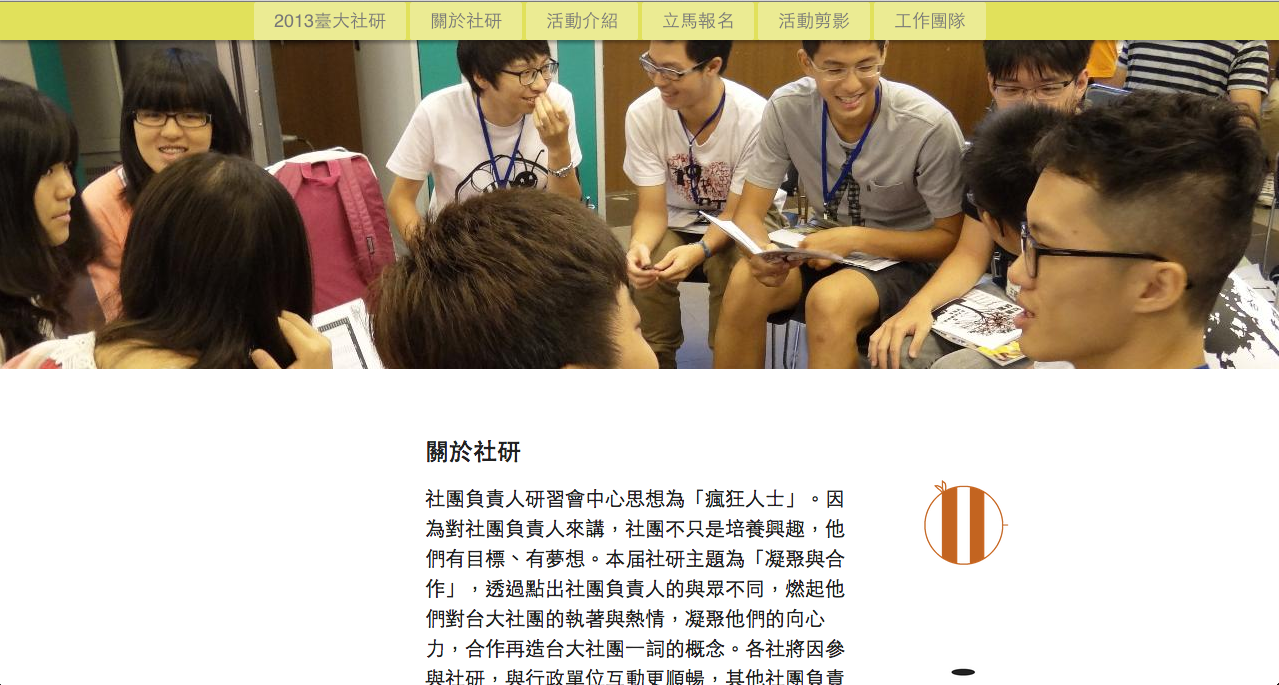 2013臺大社研
關於社研
活動介紹
立馬報名
活動剪影
工作團隊
關於社研
社團負責人研習會中心思想為「瘋狂人士」。因
為對社團負責人來講，社團不只是培養興趣，他
們有目標、有夢想。本屆社研主題為「凝聚與合
作」，透過點出社團負責人的與眾不同，燃起他
們對台大社團的執著與熱情，凝聚他們的向心
力，合作再造台大社團一詞的概念。各社將因參
與社研，與行政單位互動更順暢，其他社團負責